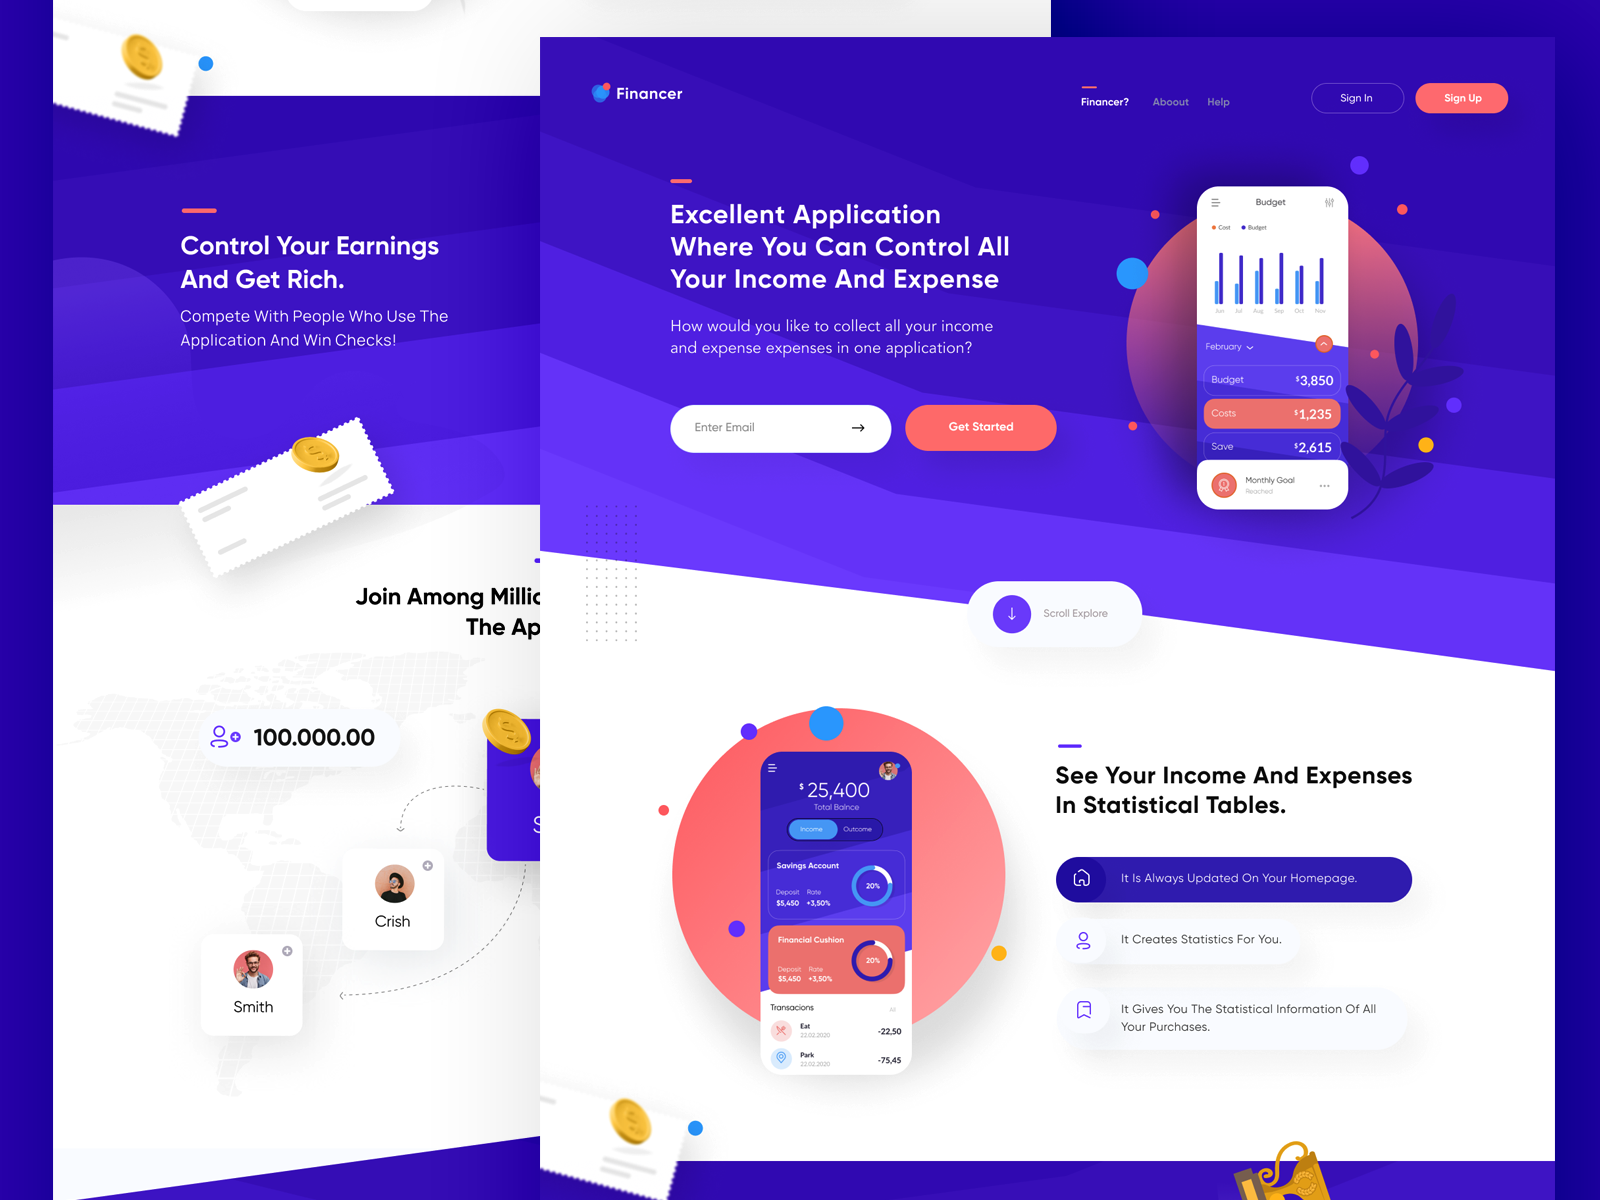 Control Your Earnings
And Get Rich.
Compete With People Who Use The
Application And Win Checks!
The Ap
Join Among Millic
100.000.00
Crish
Smith
S
Financer
Financer?
Aboout
Help
Sign In
Sign Up
Excellent Application
Where You Can Control All
Your Income And Expense
How would you like to collect all your income
and expense expenses in one application?
Enter Email
Get Started
Budget
Cost
Budget
Jun Jul Aug Sep Oct Nov
February
Budget $3,850
Costs $1,235
Save $2,615
Monthly Goal
Reached
Scroll Explore
$ 25,400
Total Balnce
Income Outcome
Savings Account
Deposit Rate
$5,450 +3,50%
20%
Financial Cushion
Deposit Rate
$5,450 +3,50%
20%
Transacions All
Eat
22.02.2020
-22,50
Park
22.02.2020
-75,45
See Your Income And Expenses
In Statistical Tables.
It Is Always Updated On Your Homepage.
It Creates Statistics For You.
It Gives You The Statistical Information Of All
Your Purchases.